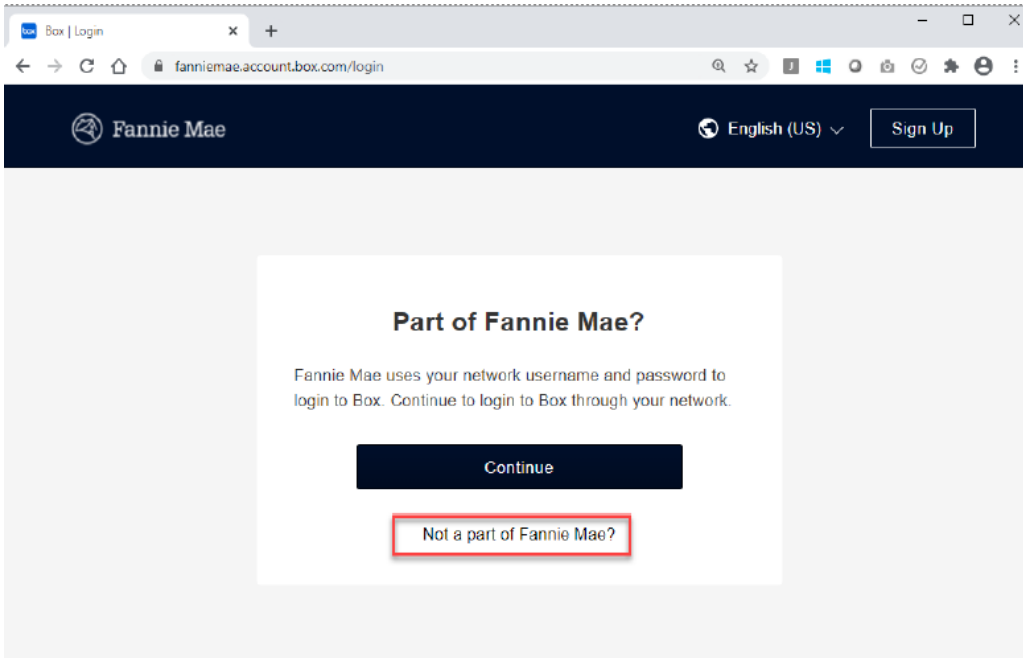 box
Box | Login
fanniemae.account.box.com/login
J
Fannie Mae
English (US)
Sign Up
Part of Fannie Mae?
Fannie Mae uses your network username and password to
login to Box. Continue to login to Box through your network.
Continue
Not a part of Fannie Mae?